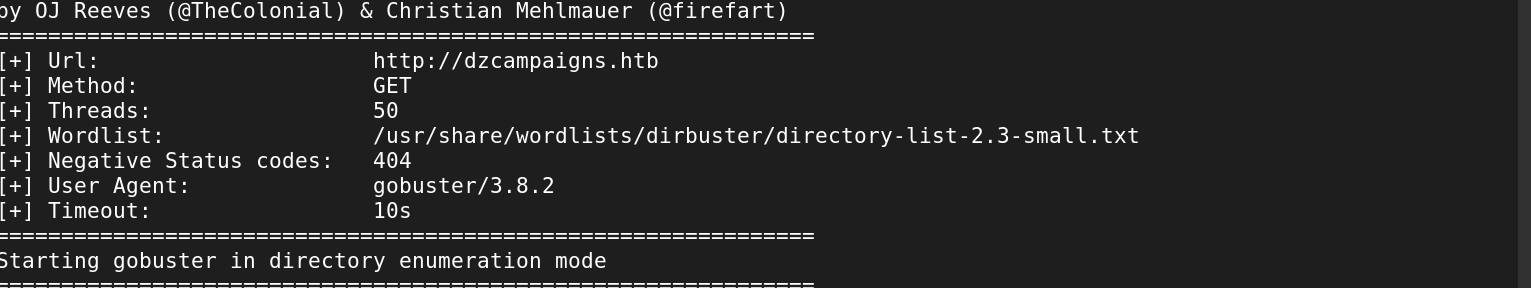 by OJ Reeves (@TheColonial) & Christian Mehlmauer (@firefart)
===============================================================
[+] Url:                     http://dzcampaigns.htb
[+] Method:                  GET
[+] Threads:                 50
[+] Wordlist:                /usr/share/wordlists/dirbuster/directory-list-2.3-small.txt
[+] Negative Status codes:   404
[+] User Agent:              gobuster/3.8.2
[+] Timeout:                 10s
===============================================================
Starting gobuster in directory enumeration mode
===============================================================